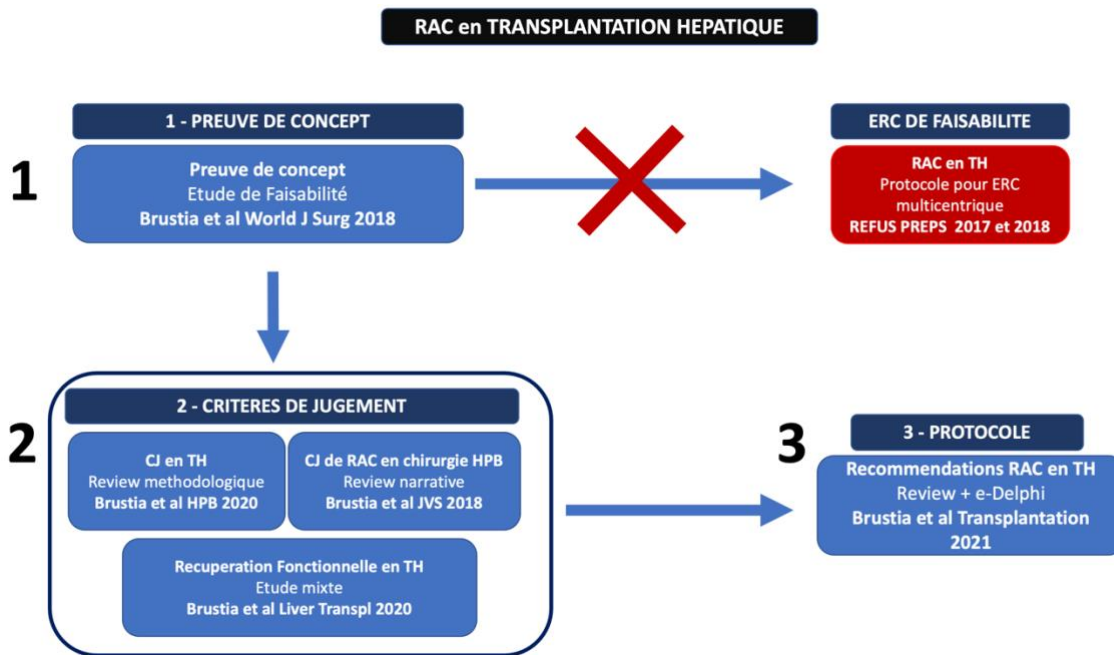 RAC en TRANSPLANTATION HEPATIQUE
1
1 - PREUVE DE CONCEPT
Preuve de concept
Etude de Faisabilité
Brustia et al World J Surg 2018
ERC DE FAISABILITE
RAC en TH
Protocole pour ERC
multicentrique
REFUS PREPS 2017 et 2018
2
2 - CRITERES DE JUGEMENT
CJ en TH
Review methodologique
Brustia et al HPB 2020
CJ de RAC en chirurgie HPB
Review narrative
Brustia et al JVS 2018
Recuperation Fonctionnelle en TH
Etude mixte
Brustia et al Liver Transpl 2020
3
3 - PROTOCOLE
Recommendations RAC en TH
Review + e-Delphi
Brustia et al Transplantation
2021